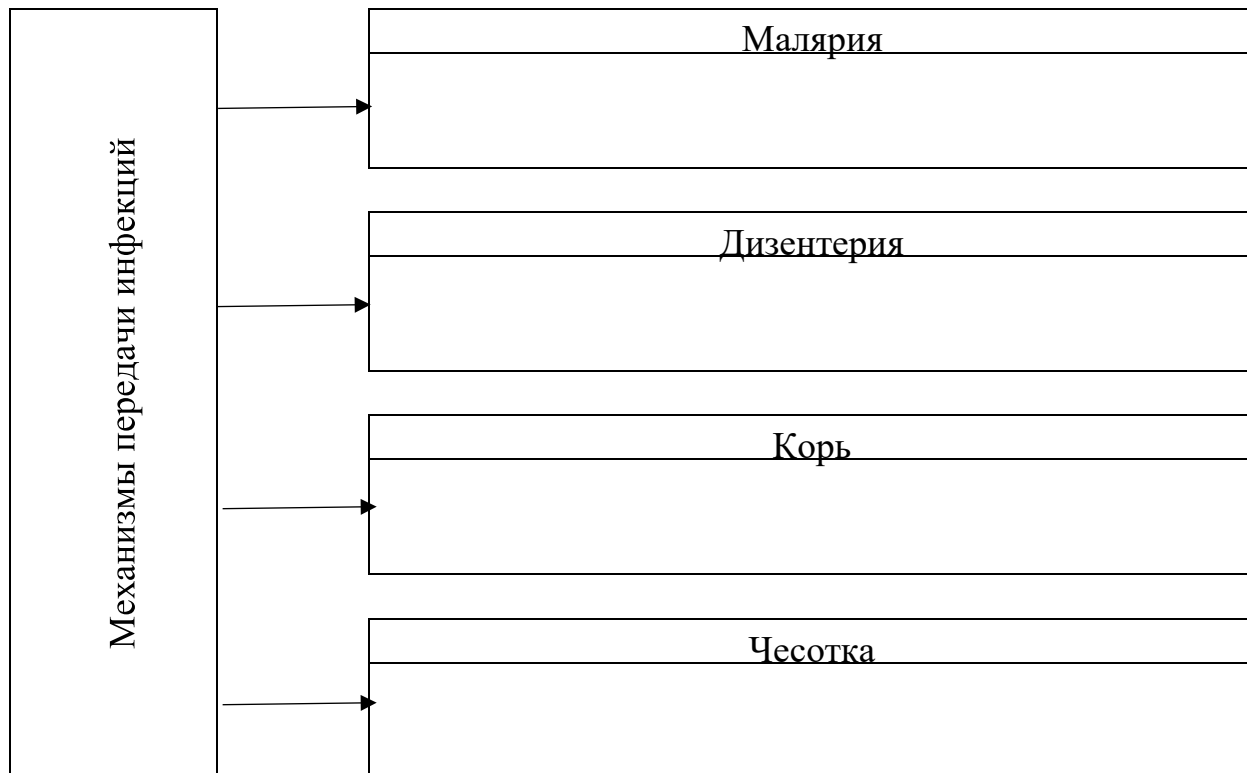 Механизмы передачи инфекций
Малярия
Дизентерия
Корь
Чесотка